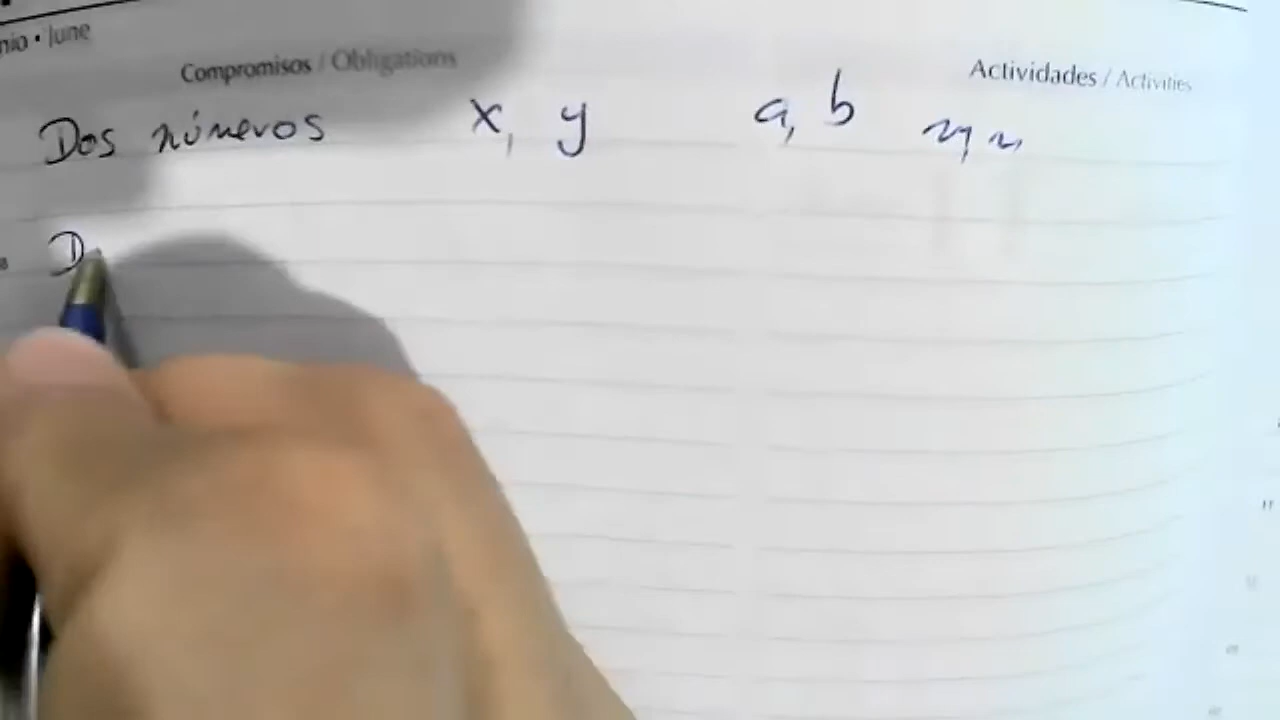 nio • June
Compromisos / Obligations
Actividades / Activities
Dos números x, y a, b m, n
D